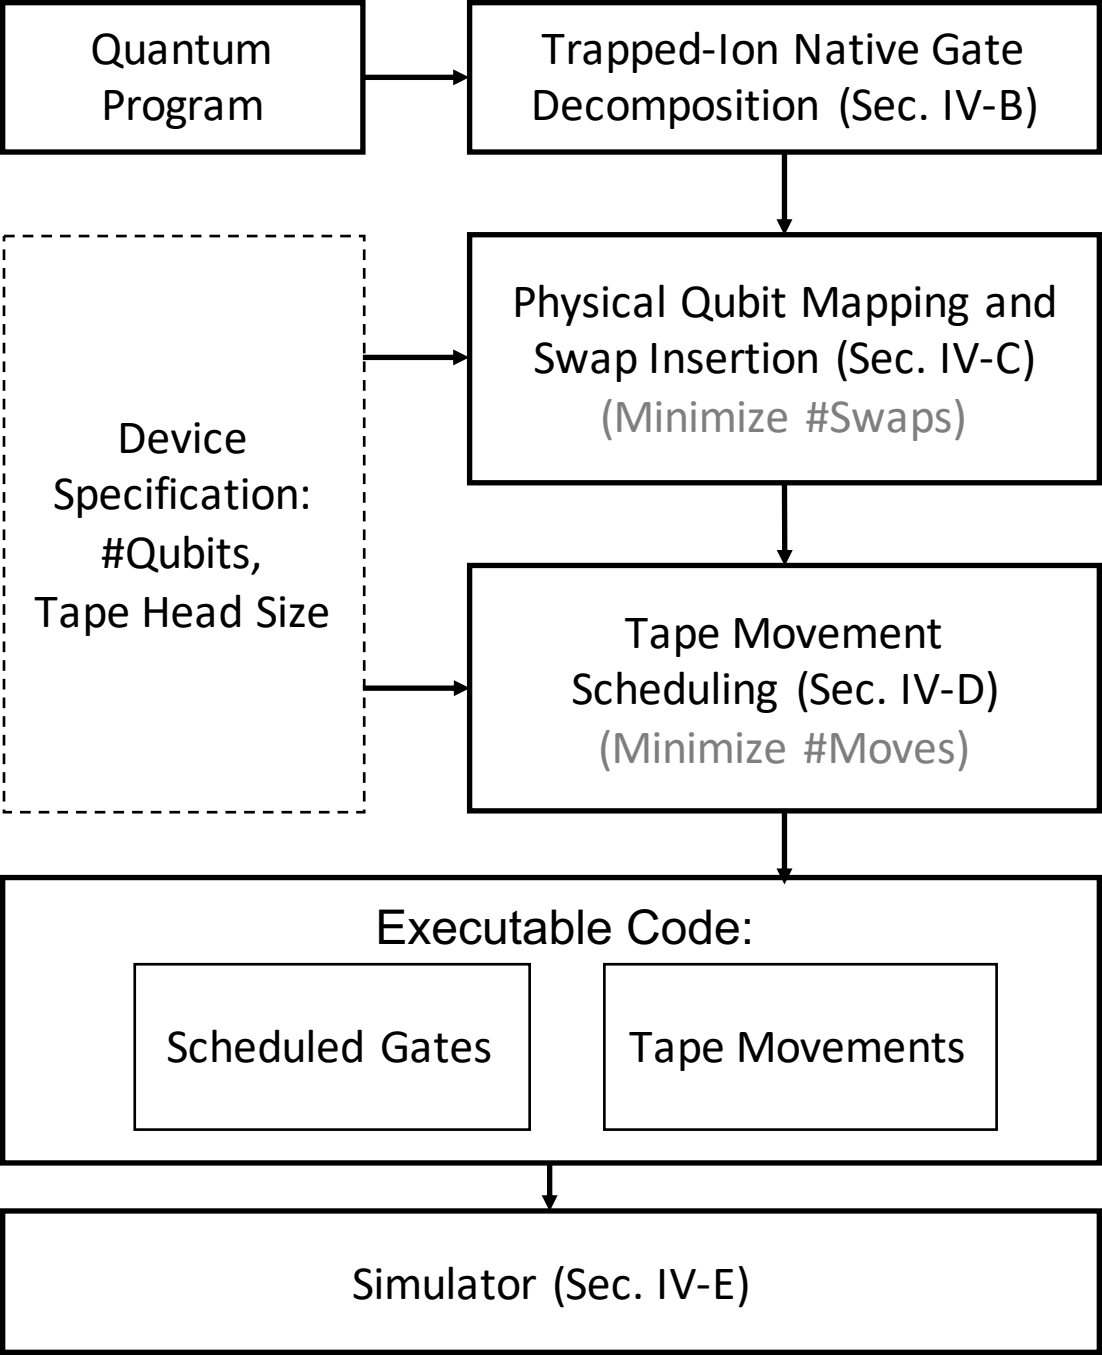 Quantum
Program
Trapped-Ion Native Gate
Decomposition (Sec. IV-B)
Physical Qubit Mapping and
Swap Insertion (Sec. IV-C)
(Minimize #Swaps)
Device
Specification:
#Qubits,
Tape Head Size
Tape Movement
Scheduling (Sec. IV-D)
(Minimize #Moves)
Executable Code:
Scheduled Gates
Tape Movements
Simulator (Sec. IV-E)